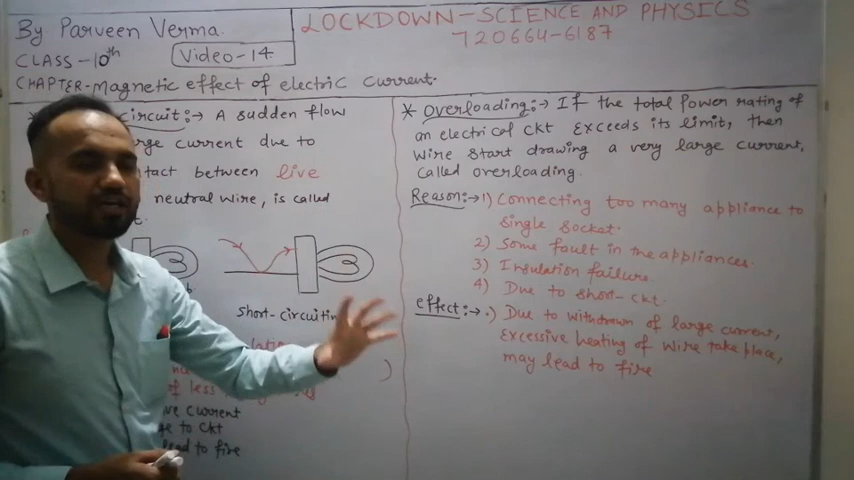 By Parveen Verma.
CLASS-10th
Video-14
LOCKDOWN-SCIENCE AND PHYSICS
720664-6187
CHAPTER-Magnetic effect of electric current.
circuit:→ A sudden flow
current due to
between live
neutral wire, is called
short-circuiting
of less
current
to ckt
lead to fire
* Overloading:→ If the total power rating of
an electrical ckt exceeds its limit, then
wire start drawing a very large current,
called overloading.
Reason:→ 1) Connecting too many appliance to
single socket.
2) Some fault in the appliances.
3) Insulation failure.
4) Due to short-ckt.
effect:→ •) Due to withdrawn of large current,
excessive heating of wire take place,
may lead to fire